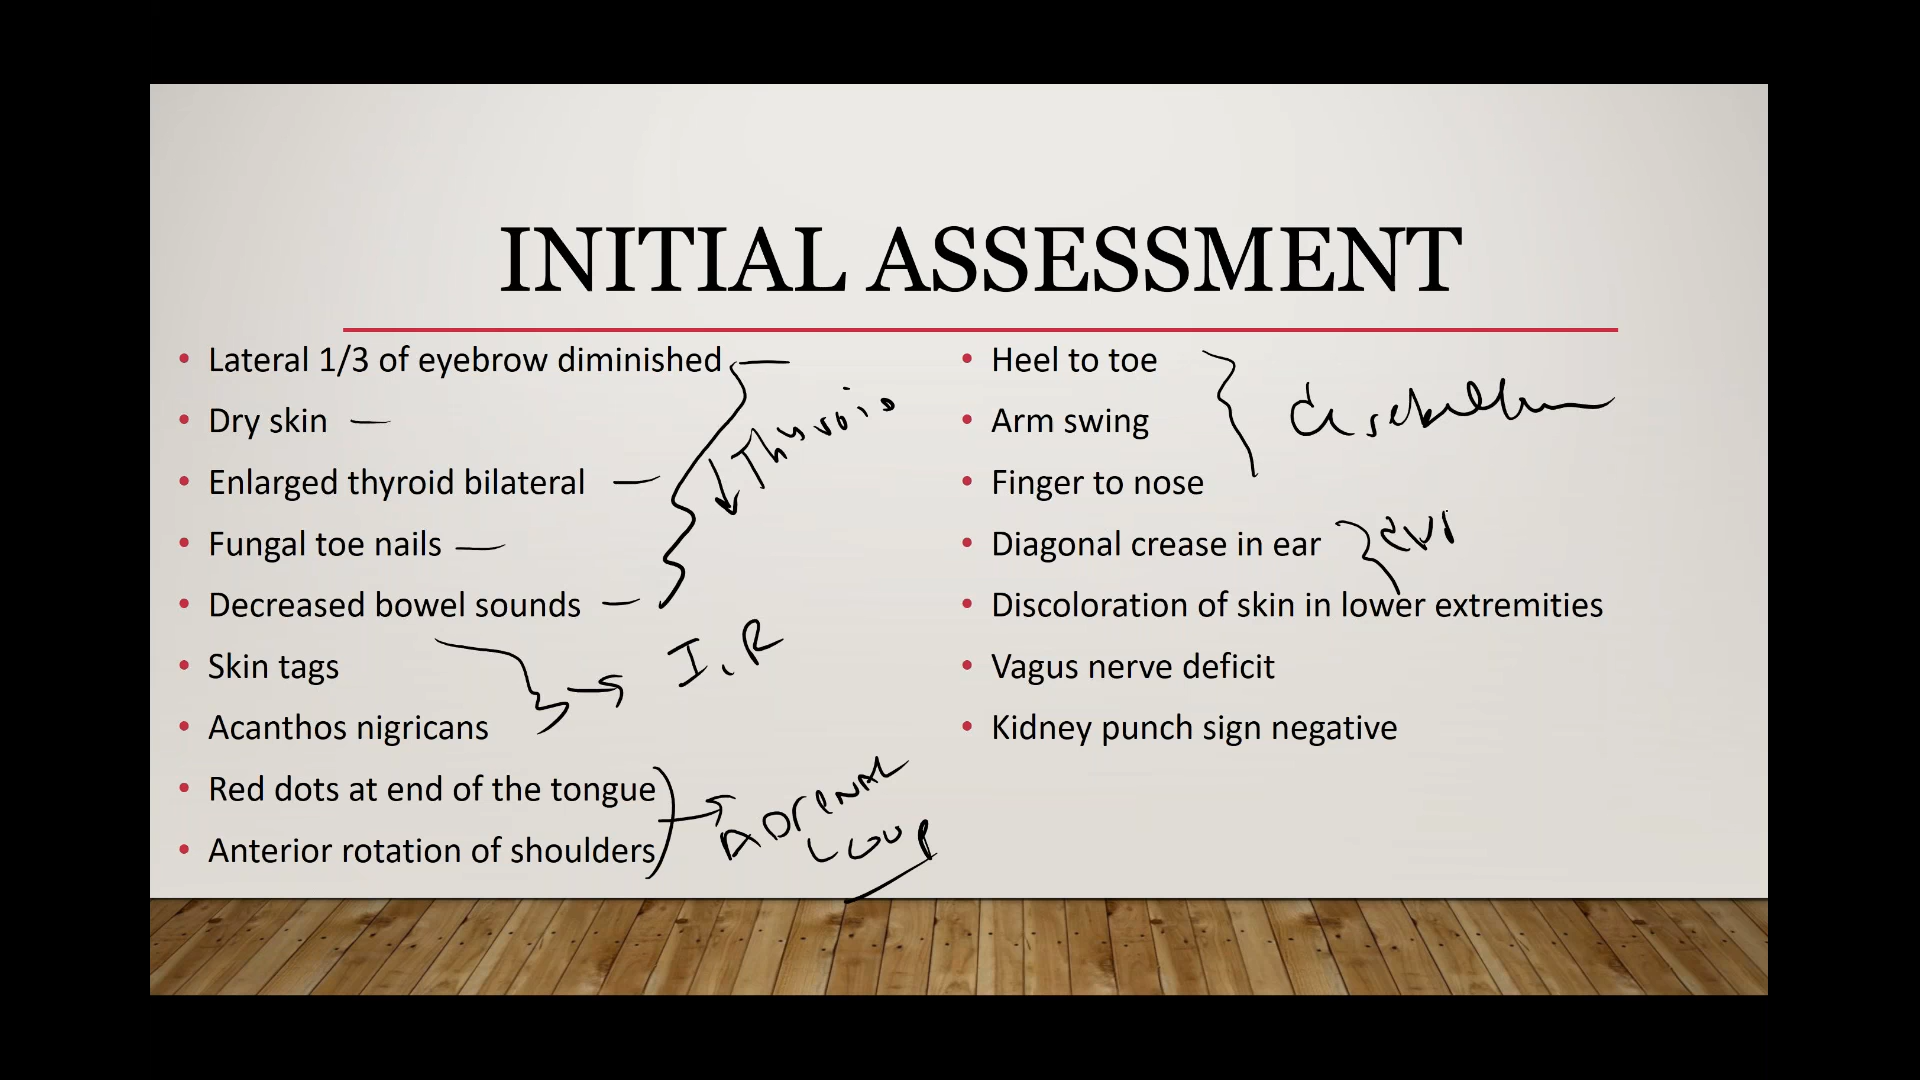 INITIAL ASSESSMENT
• Lateral 1/3 of eyebrow diminished
• Dry skin
• Enlarged thyroid bilateral
• Fungal toe nails
• Decreased bowel sounds
• Skin tags
• Acanthos nigricans
• Red dots at end of the tongue
• Anterior rotation of shoulders
↓ Thyroid
→ I.R
→ ADrENAL
• Heel to toe
• Arm swing
• Finger to nose
• Diagonal crease in ear
• Discoloration of skin in lower extremities
• Vagus nerve deficit
• Kidney punch sign negative